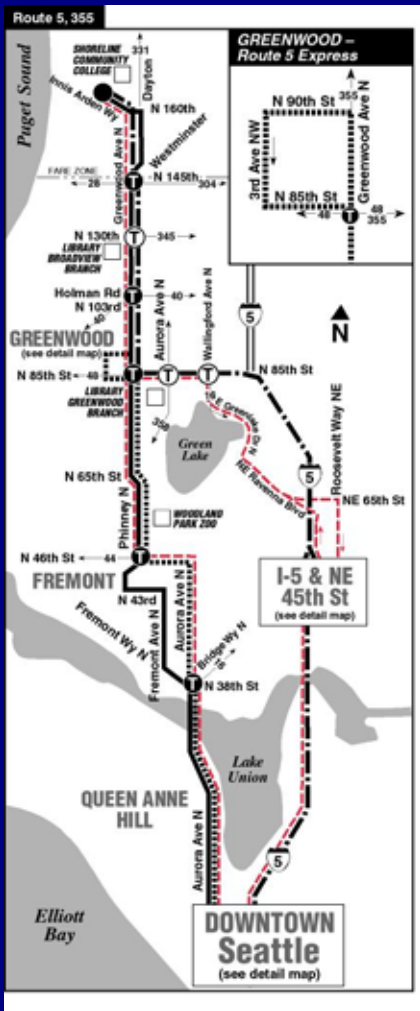 Route 5, 355
Puget Sound
SHORELINE
COMMUNITY
COLLEGE
331
Dayton
Innis Arden Wy
N 160th
Westminster
Greenwood Ave N
FARE ZONE
N 145th
28
304
N 130th
345
LIBRARY
BROADVIEW
BRANCH
Holman Rd
N 103rd
40
GREENWOOD
(see detail map)
Aurora Ave N
Wallingford Ave N
5
N
N 85th St
48
N 85th St
LIBRARY
GREENWOOD
BRANCH
358
Green
Lake
E Greenlake Dr N
NE Ravenna Blvd
5
Roosevelt Way NE
N 65th St
NE 65th St
Phinney N
WOODLAND
PARK ZOO
N 46th St
44
FREMONT
I-5 & NE
45th St
(see detail map)
N 43rd
Aurora Ave N
Fremont Wy N
Fremont Ave N
Bridge Wy N
N 38th St
Lake
Union
QUEEN ANNE
HILL
Aurora Ave N
5
Elliott
Bay
DOWNTOWN
Seattle
(see detail map)
GREENWOOD –
Route 5 Express
355
N 90th St
3rd Ave NW
Greenwood Ave N
N 85th St
48
48
355
T
T
T
T
T
T
T
T
T